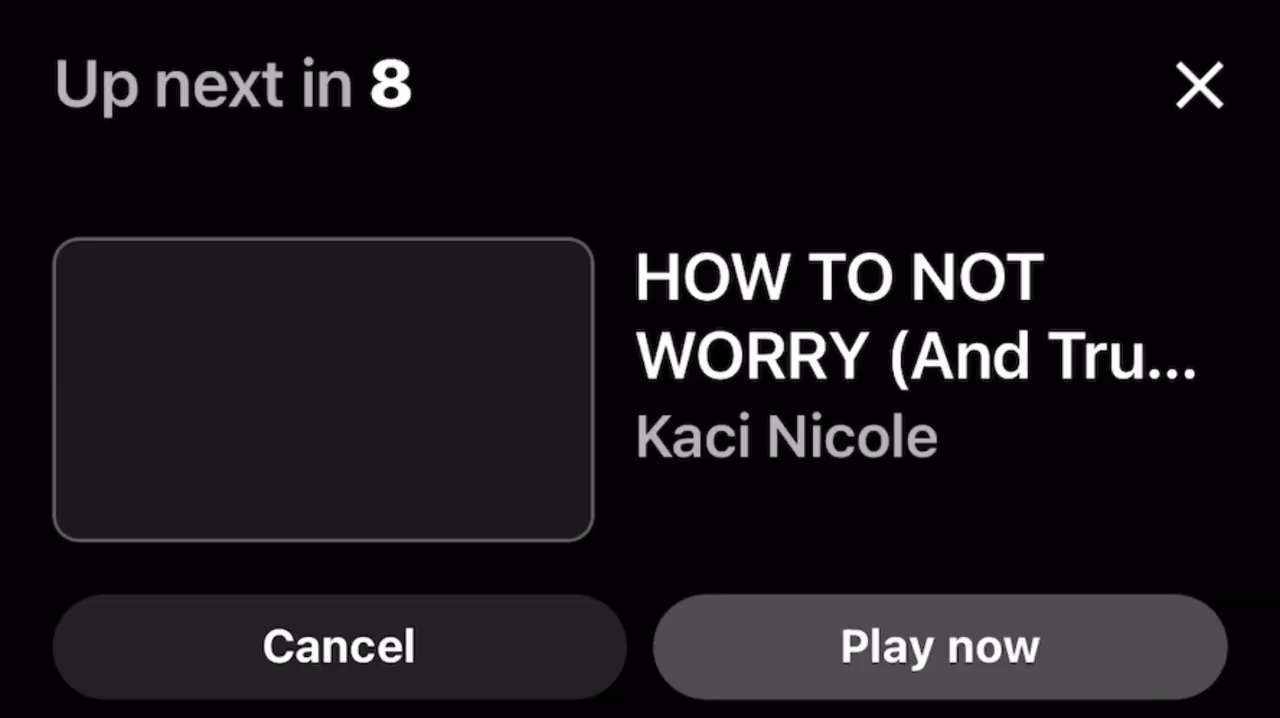 Up next in 8
HOW TO NOT
WORRY (And Tru...
Kaci Nicole
Cancel
Play now